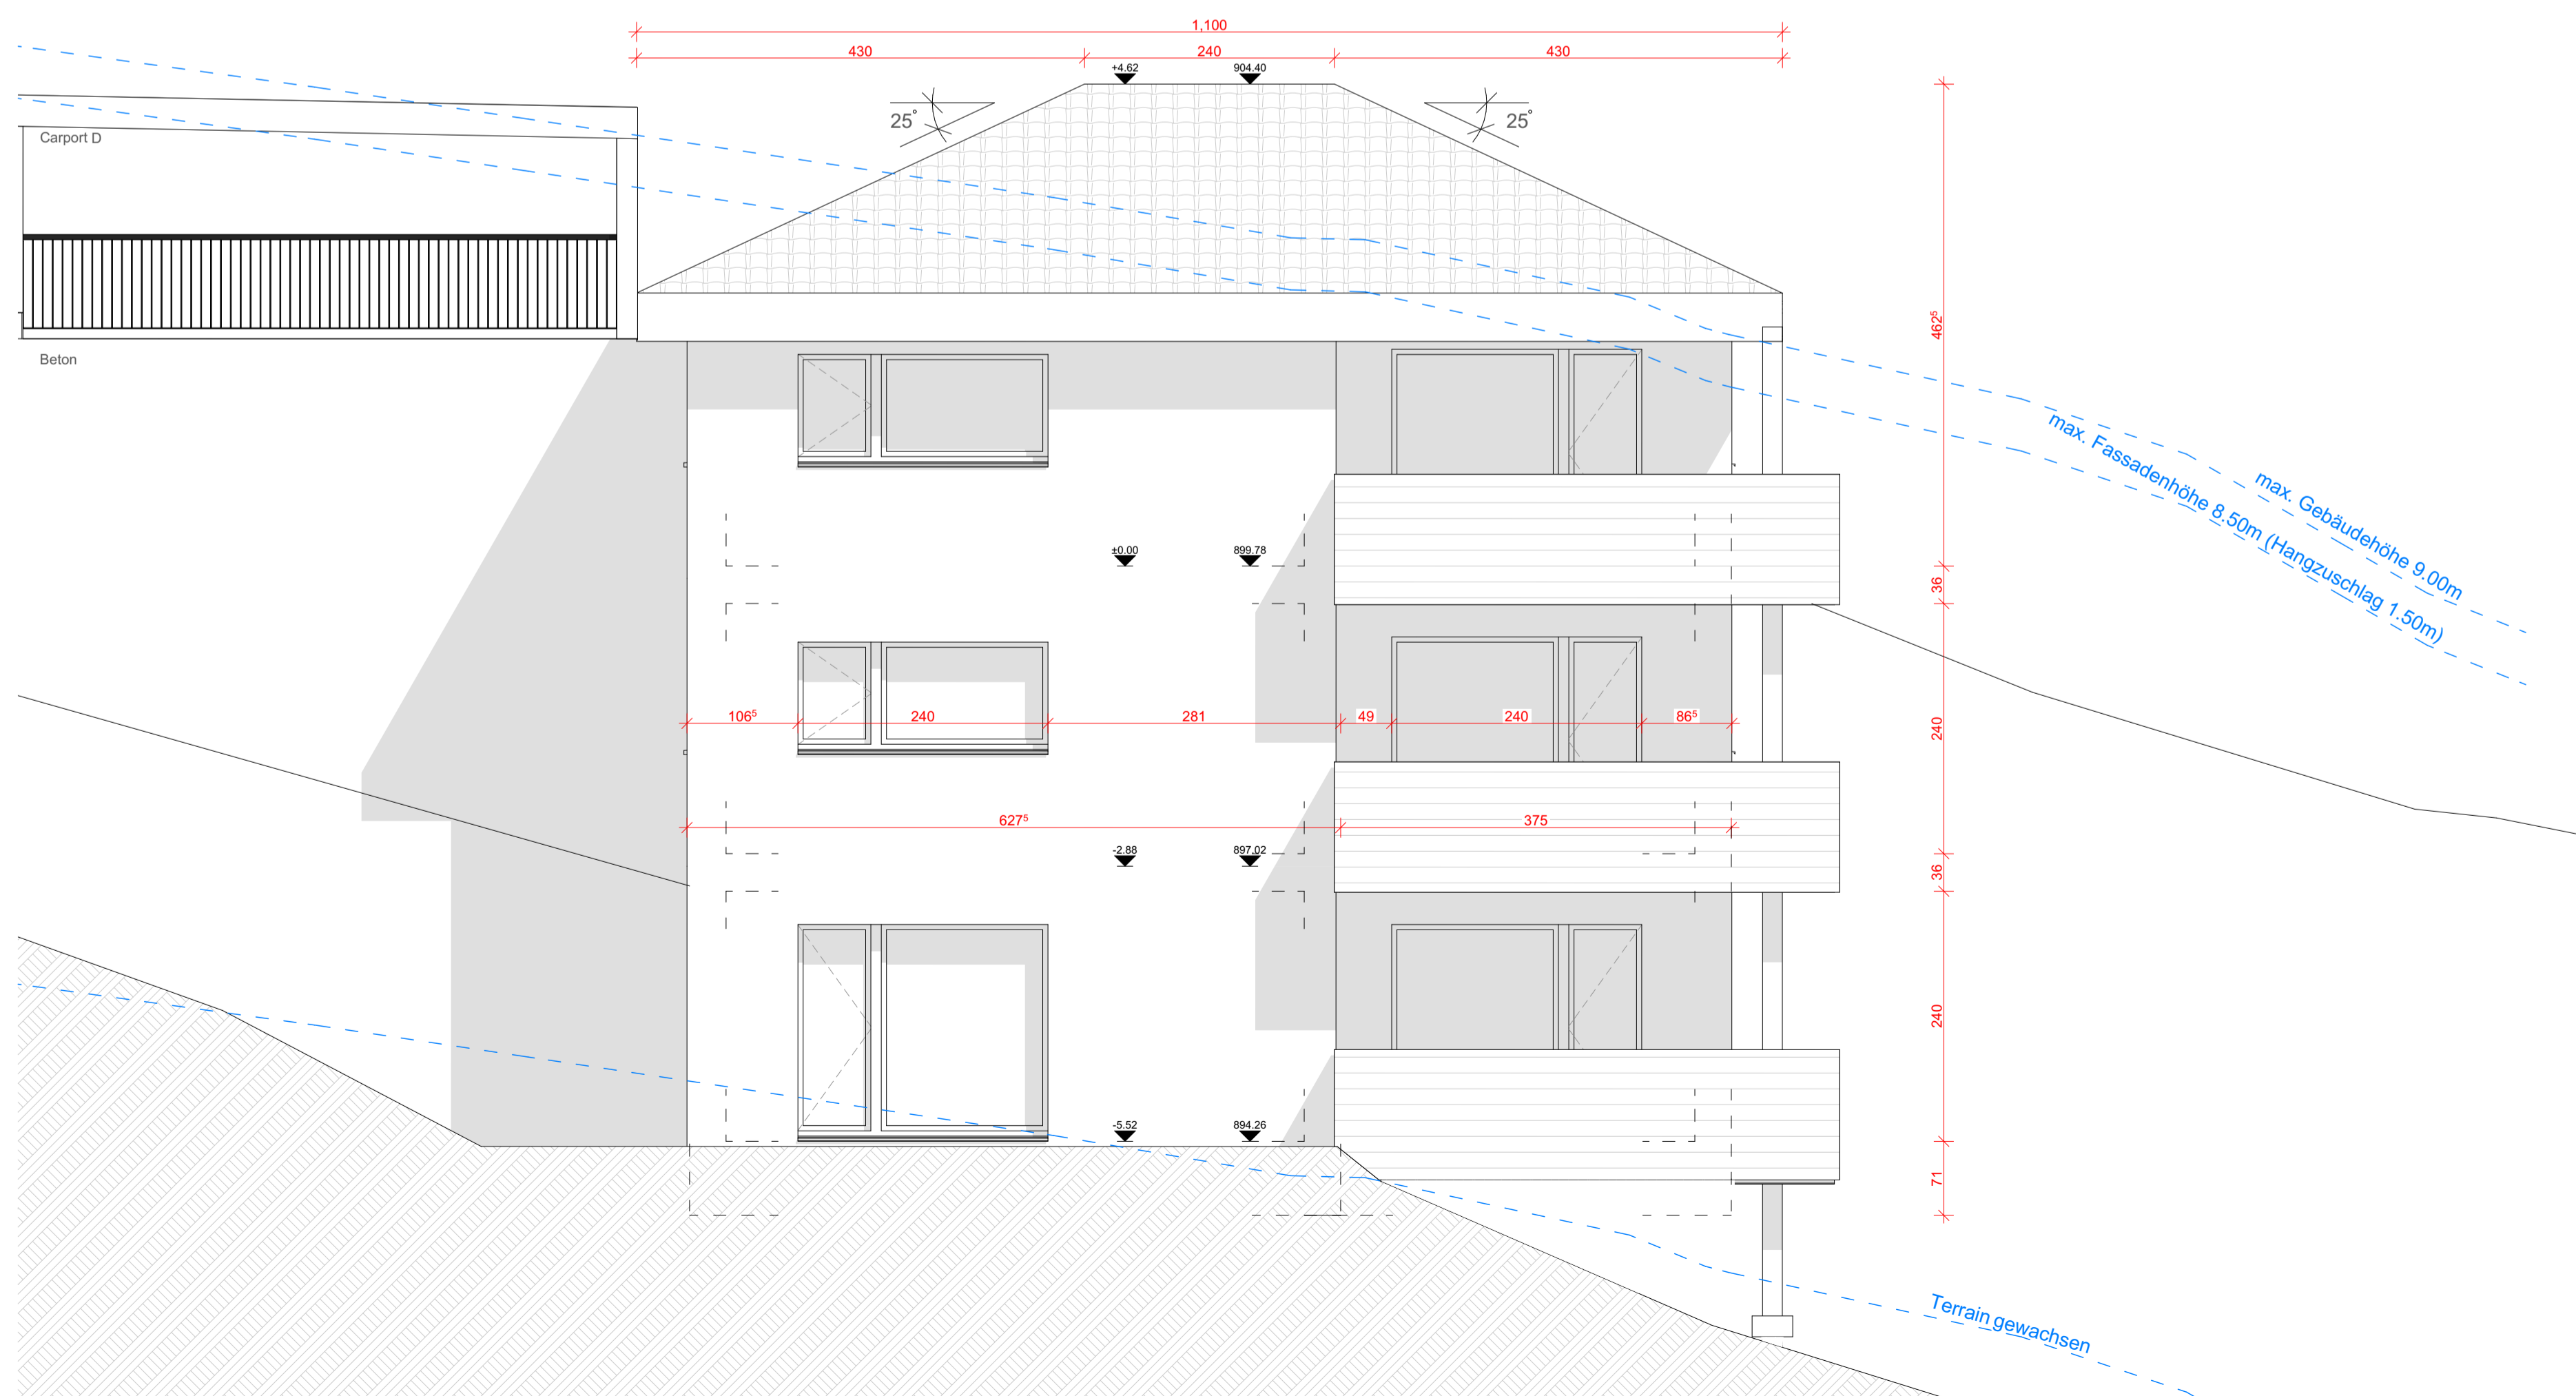 1,100
430 240 430
+4.62 904.40
25° 25°
Carport D
Beton
462⁵
max. Fassadenhöhe 8.50m (Hangzuschlag 1.50m)
max. Gebäudehöhe 9.00m
±0.00 899.78
36
106⁵ 240 281 49 240 86⁵
240
627⁵ 375
-2.88 897.02
36
240
-5.52 894.26
71
Terrain gewachsen